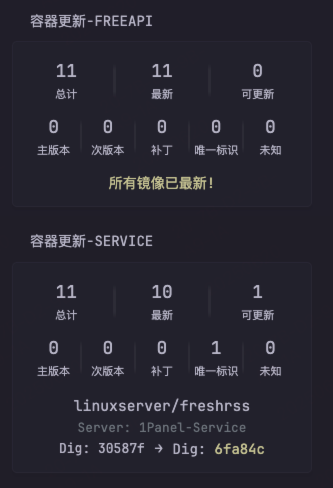 容器更新-FREEAPI
11 11 0
总计 最新 可更新
0 0 0 0 0
主版本 次版本 补丁 唯一标识 未知
所有镜像已最新!
容器更新-SERVICE
11 10 1
总计 最新 可更新
0 0 0 1 0
主版本 次版本 补丁 唯一标识 未知
linuxserver/freshrss
Server: 1Panel-Service
Dig: 30587f → Dig: 6fa84c